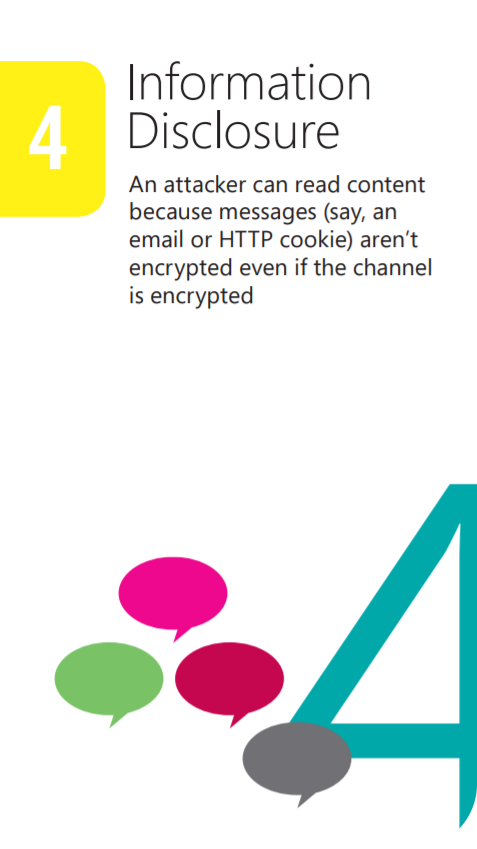 4
Information
Disclosure
An attacker can read content
because messages (say, an
email or HTTP cookie) aren’t
encrypted even if the channel
is encrypted
4